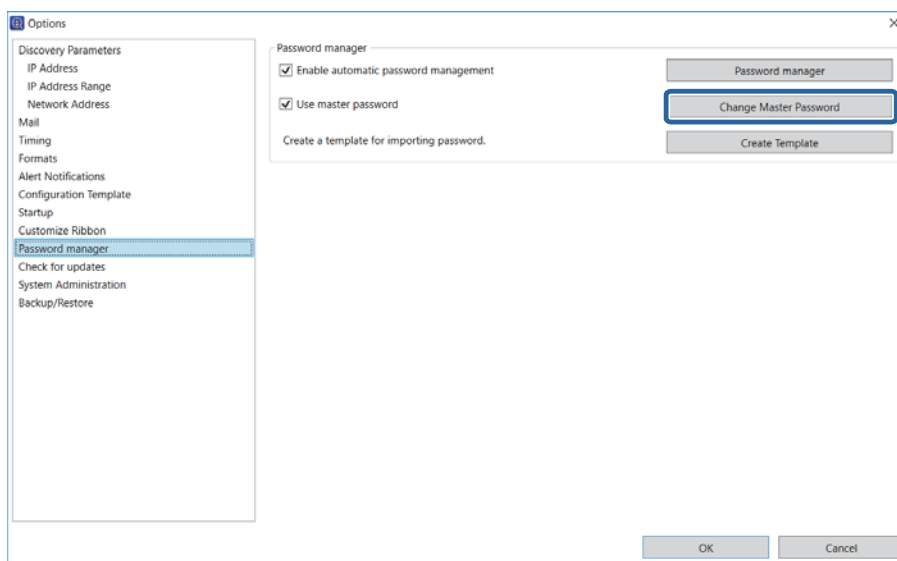 Options
Discovery Parameters
IP Address
IP Address Range
Network Address
Mail
Timing
Formats
Alert Notifications
Configuration Template
Startup
Customize Ribbon
Password manager
Check for updates
System Administration
Backup/Restore
Password manager
Enable automatic password management
Password manager
Use master password
Change Master Password
Create a template for importing password.
Create Template
OK
Cancel